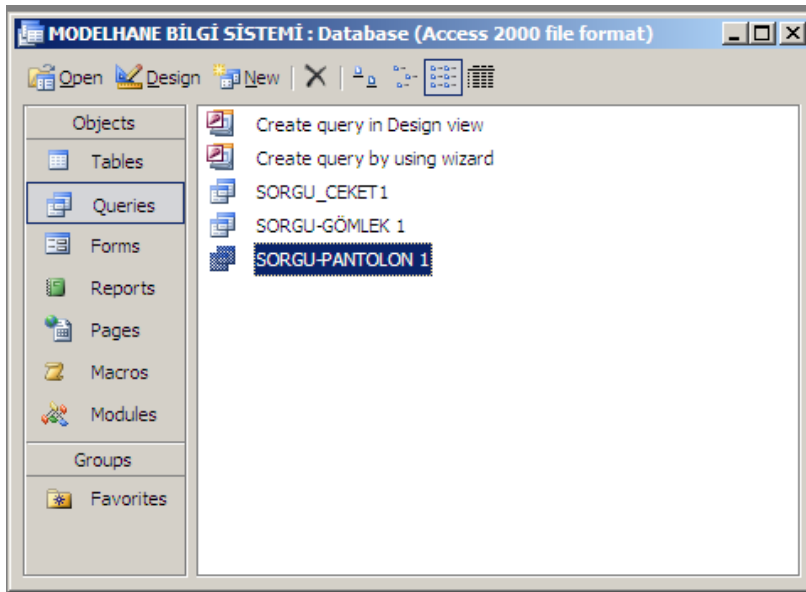 MODELHANE BİLGİ SİSTEMİ : Database (Access 2000 file format)
Open Design New
Objects
Tables
Queries
Forms
Reports
Pages
Macros
Modules
Groups
Favorites
Create query in Design view
Create query by using wizard
SORGU_CEKET1
SORGU-GÖMLEK 1
SORGU-PANTOLON 1